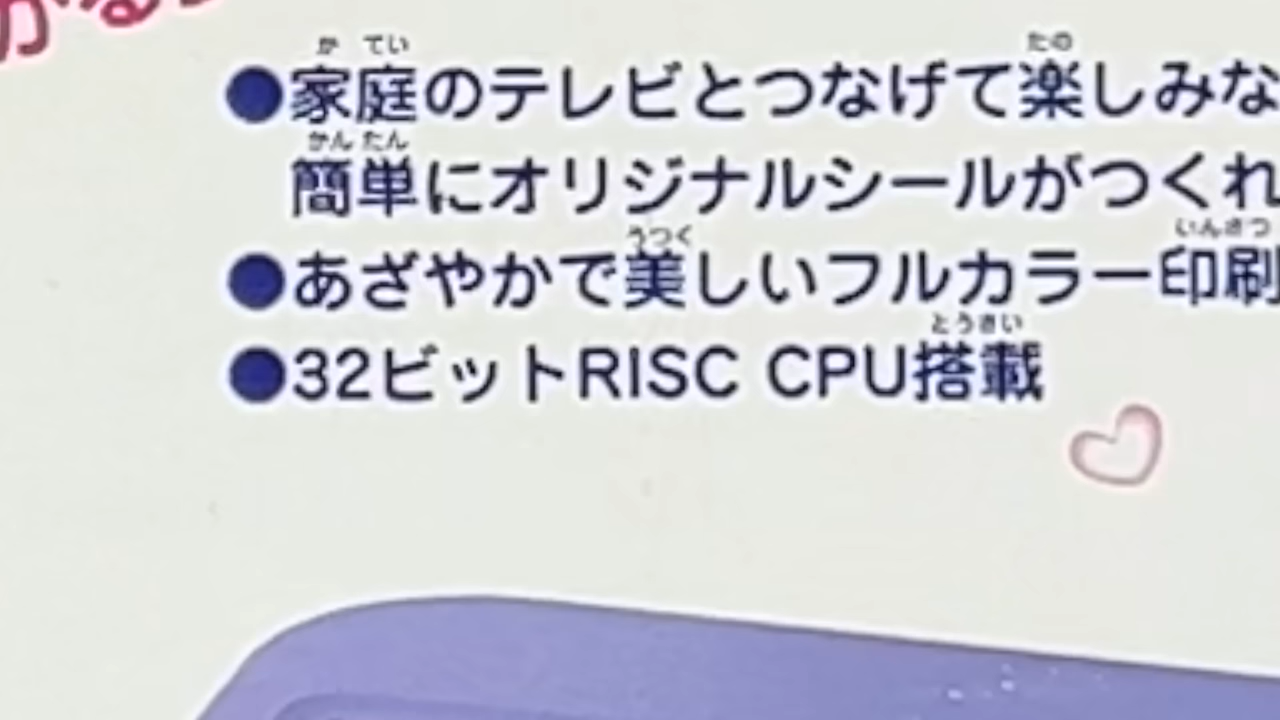 家庭のテレビとつなげて楽しみな
簡単にオリジナルシールがつくれ
あざやかで美しいフルカラー印刷
32ビットRISC CPU搭載